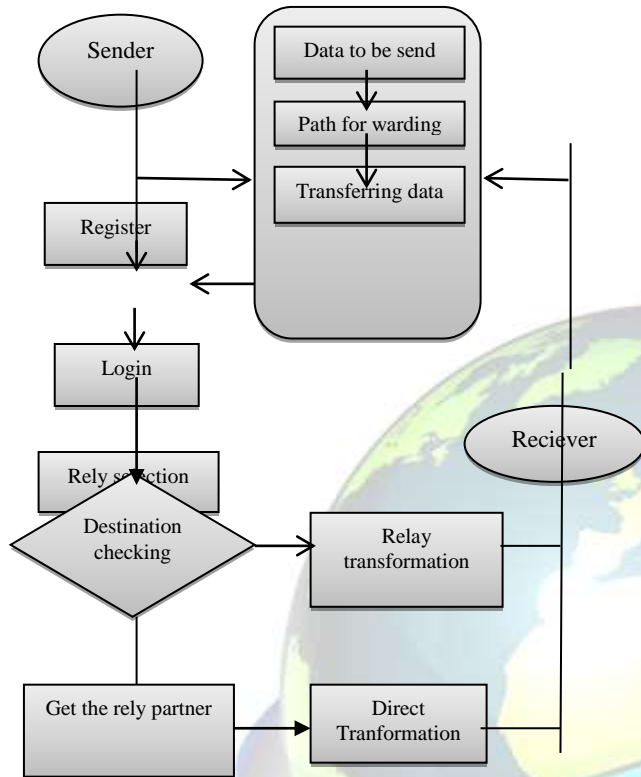 Sender
Data to be send
Path for warding
Transferring data
Register
Login
Reciever
Rely selection
Destination
checking
Relay
transformation
Get the rely partner
Direct
Tranformation